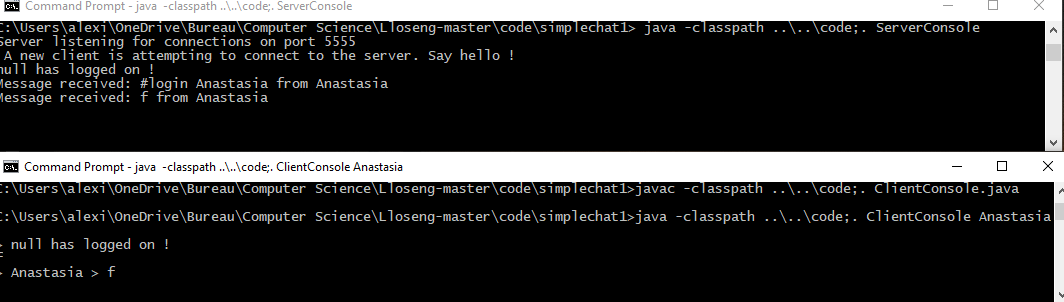 Command Prompt - java -classpath ..\..\code;. ServerConsole
C:\Users\alexi\OneDrive\Bureau\Computer Science\Lloseng-master\code\simplechat1> java -classpath ..\..\code;. ServerConsole
Server listening for connections on port 5555
A new client is attempting to connect to the server. Say hello !
null has logged on !
Message received: #login Anastasia from Anastasia
Message received: f from Anastasia
Command Prompt - java -classpath ..\..\code;. ClientConsole Anastasia
C:\Users\alexi\OneDrive\Bureau\Computer Science\Lloseng-master\code\simplechat1>javac -classpath ..\..\code;. ClientConsole.java
C:\Users\alexi\OneDrive\Bureau\Computer Science\Lloseng-master\code\simplechat1>java -classpath ..\..\code;. ClientConsole Anastasia
> null has logged on !
f
> Anastasia > f